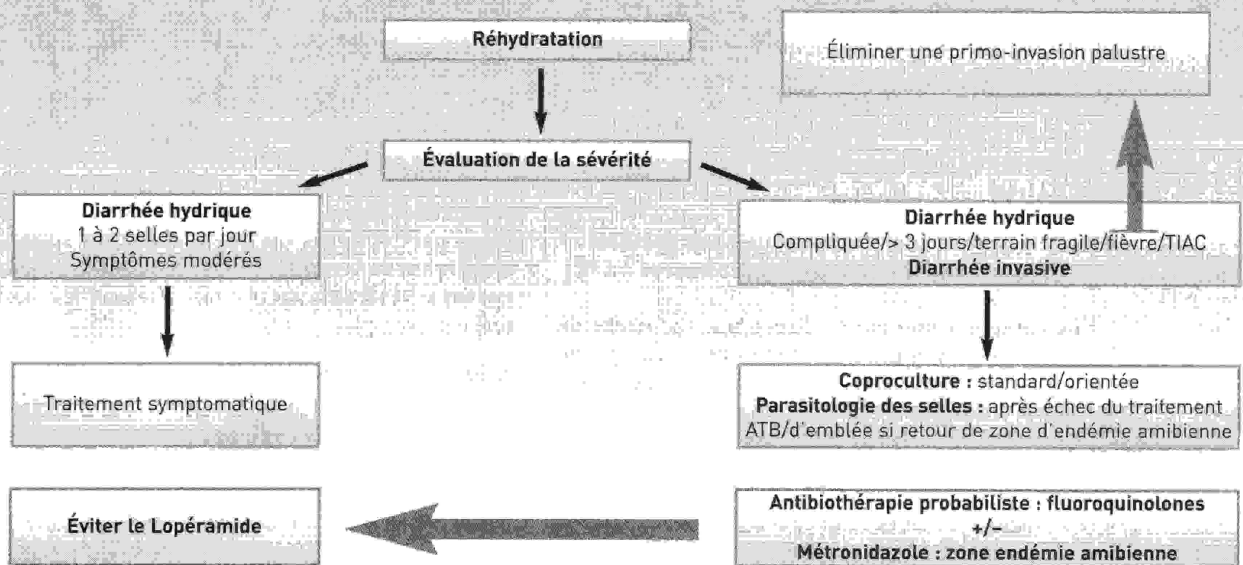 Réhydratation
Éliminer une primo-invasion palustre
Évaluation de la sévérité
Diarrhée hydrique
1 à 2 selles par jour
Symptômes modérés
Diarrhée hydrique
Compliquée/> 3 jours/terrain fragile/fièvre/TIAC
Diarrhée invasive
Traitement symptomatique
Coproculture : standard/orientée
Parasitologie des selles : après échec du traitement
ATB/d'emblée si retour de zone d'endémie amibienne
Éviter le Lopéramide
Antibiothérapie probabiliste : fluoroquinolones
+/−
Métronidazole : zone endémie amibienne